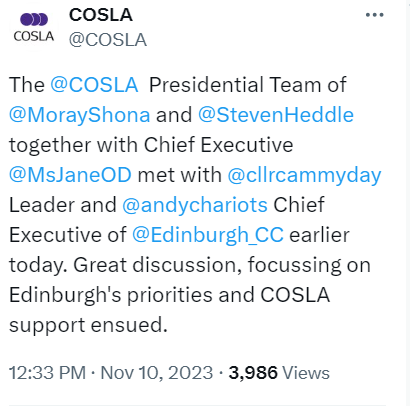 COSLA
COSLA
@COSLA
The @COSLA Presidential Team of
@MorayShona and @StevenHeddle
together with Chief Executive
@MsJaneOD met with @cllrcammyday
Leader and @andychariots Chief
Executive of @Edinburgh_CC earlier
today. Great discussion, focussing on
Edinburgh's priorities and COSLA
support ensued.
12:33 PM · Nov 10, 2023 · 3,986 Views